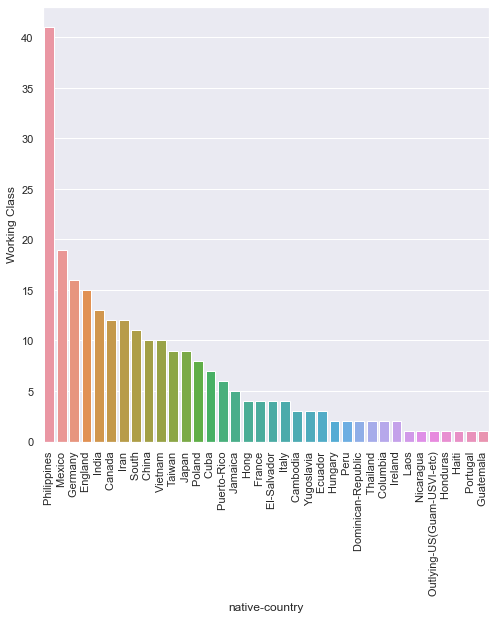 40
35
30
25
20
15
10
5
0
Working Class
Philippines
Mexico
Germany
England
India
Canada
Iran
South
China
Vietnam
Taiwan
Japan
Poland
Cuba
Puerto-Rico
Jamaica
Hong
France
El-Salvador
Italy
Cambodia
Yugoslavia
Ecuador
Hungary
Peru
Dominican-Republic
Thailand
Columbia
Ireland
Laos
Nicaragua
Outlying-US(Guam-USVI-etc)
Honduras
Haiti
Portugal
Guatemala
native-country